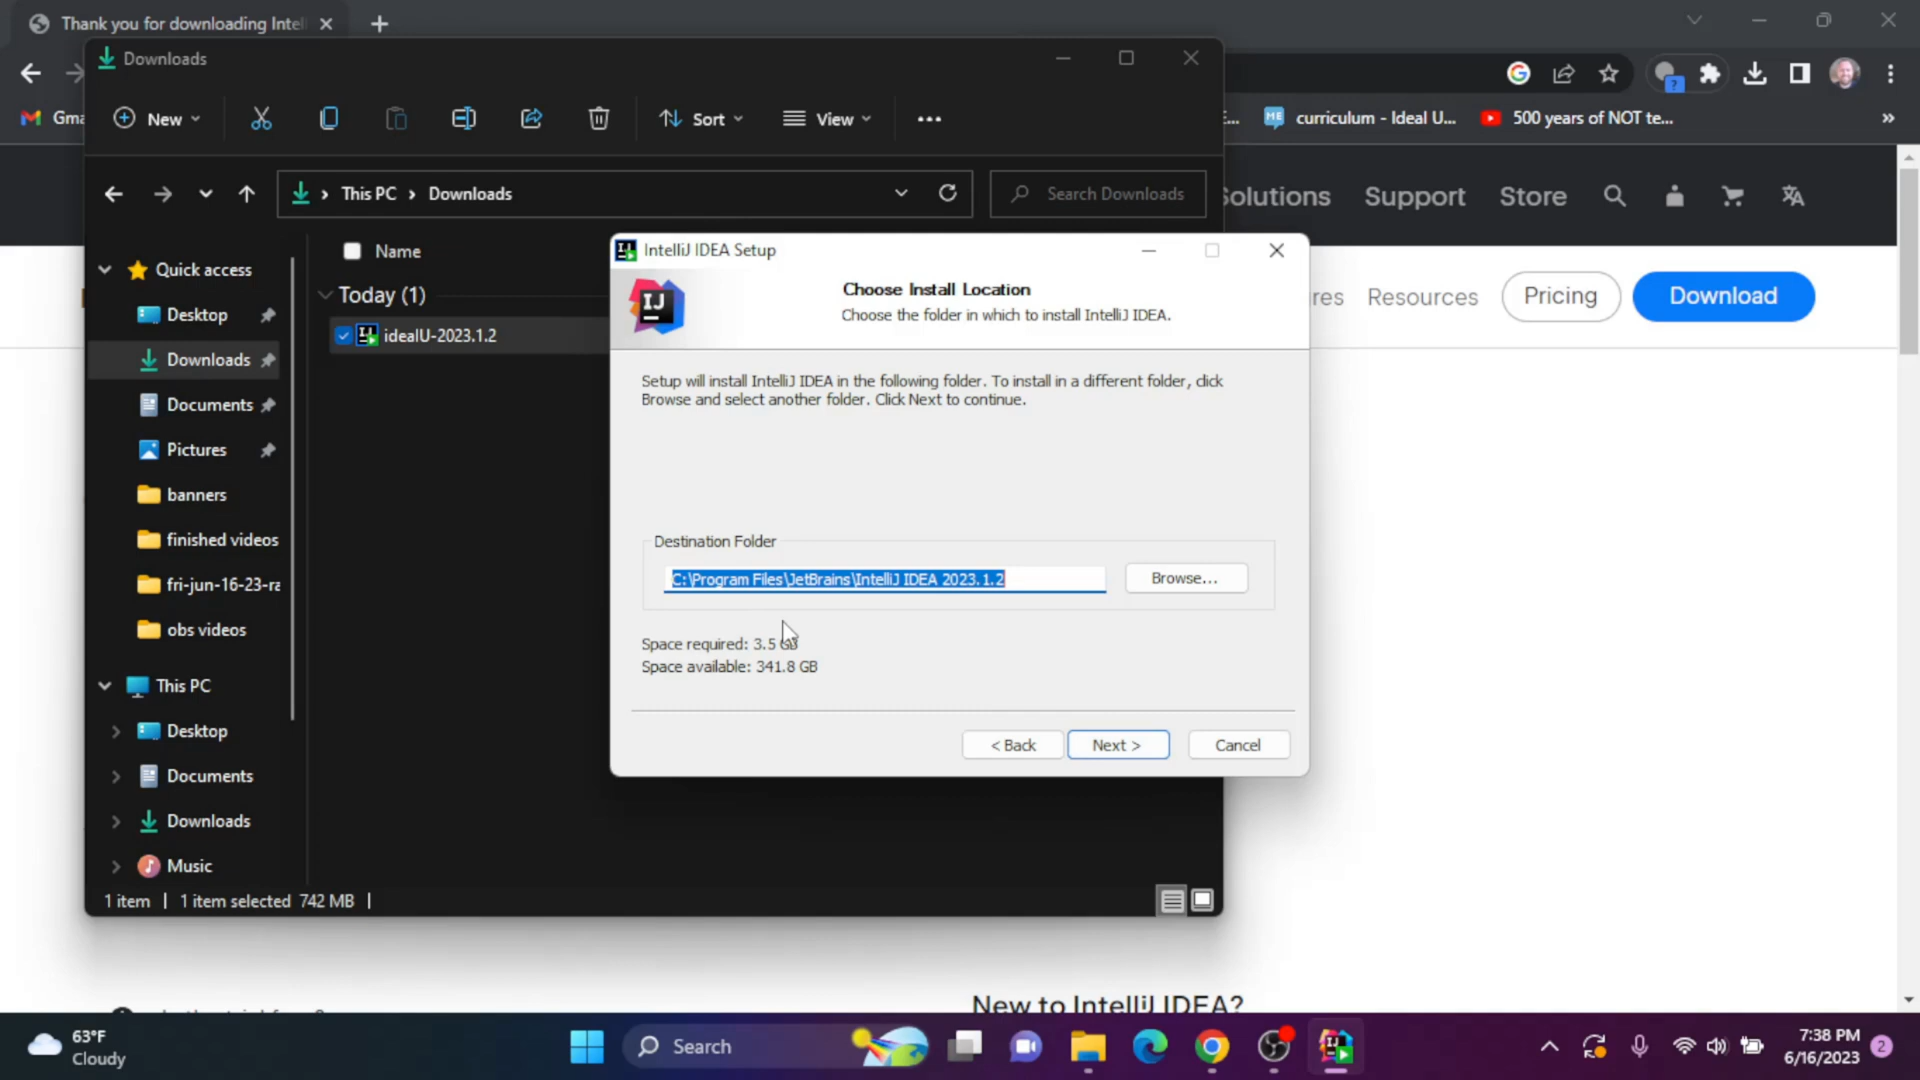 Thank you for downloading Intel
Downloads
Gma
New
Sort
View
E...
curriculum - Ideal U...
500 years of NOT te...
This PC
Downloads
Search Downloads
Solutions
Support
Store
Name
IntelliJ IDEA Setup
Quick access
Today (1)
IJ
Choose Install Location
Choose the folder in which to install IntelliJ IDEA.
res
Resources
Pricing
Download
Desktop
idealU-2023.1.2
Downloads
Setup will install IntelliJ IDEA in the following folder. To install in a different folder, click
Browse and select another folder. Click Next to continue.
Documents
Pictures
banners
finished videos
Destination Folder
fri-jun-16-23-ra
C:\Program Files\JetBrains\IntelliJ IDEA 2023.1.2
Browse...
obs videos
Space required: 3.5 GB
Space available: 341.8 GB
This PC
Desktop
< Back
Next >
Cancel
Documents
Downloads
Music
1 item
1 item selected
742 MB
New to IntelliJ IDEA?
63°F
Cloudy
Search
7:38 PM
6/16/2023
2